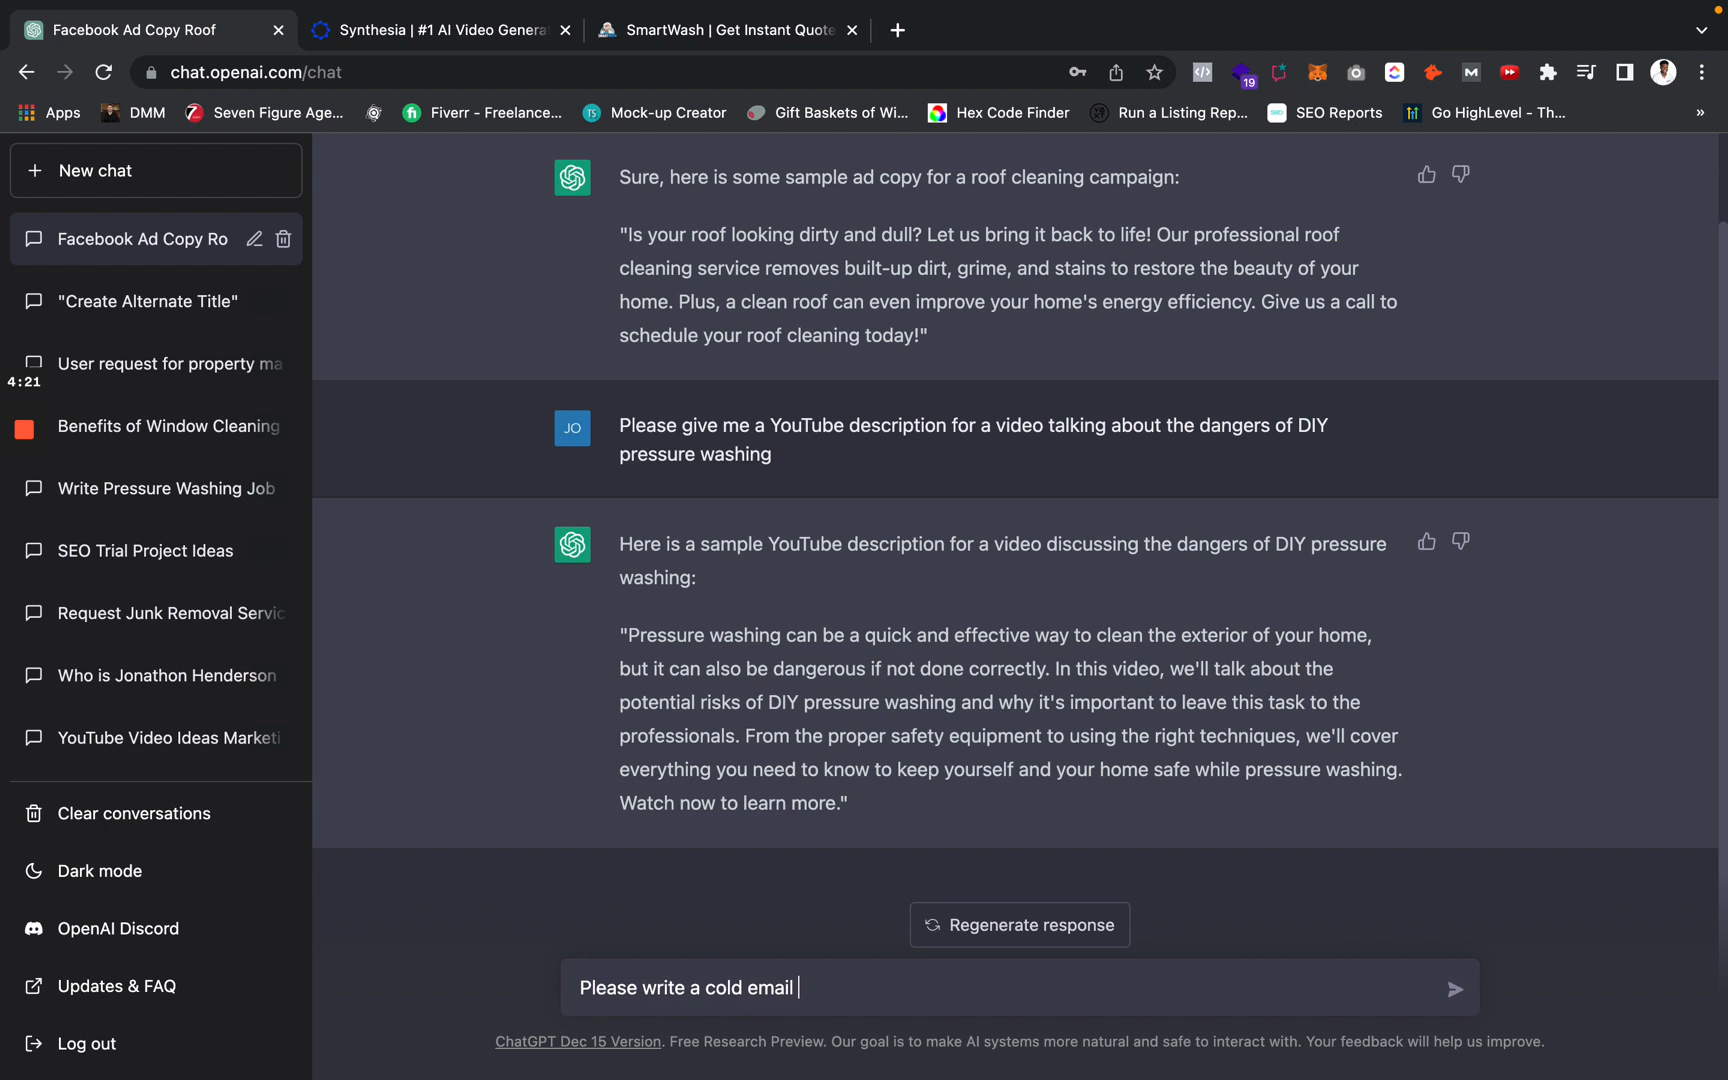 Facebook Ad Copy Roof
Synthesia | #1 AI Video Genera
SmartWash | Get Instant Quote
chat.openai.com/chat
19
Apps
DMM
Seven Figure Age...
Fiverr - Freelance...
Mock-up Creator
Gift Baskets of Wi...
Hex Code Finder
Run a Listing Rep...
SEO Reports
Go HighLevel - Th...
»
New chat
Facebook Ad Copy Ro
"Create Alternate Title"
User request for property ma
4:21
Benefits of Window Cleaning
Write Pressure Washing Job
SEO Trial Project Ideas
Request Junk Removal Servic
Who is Jonathon Henderson
YouTube Video Ideas Marketi
Clear conversations
Dark mode
OpenAI Discord
Updates & FAQ
Log out
Sure, here is some sample ad copy for a roof cleaning campaign:
"Is your roof looking dirty and dull? Let us bring it back to life! Our professional roof
cleaning service removes built-up dirt, grime, and stains to restore the beauty of your
home. Plus, a clean roof can even improve your home's energy efficiency. Give us a call to
schedule your roof cleaning today!"
JO
Please give me a YouTube description for a video talking about the dangers of DIY
pressure washing
Here is a sample YouTube description for a video discussing the dangers of DIY pressure
washing:
"Pressure washing can be a quick and effective way to clean the exterior of your home,
but it can also be dangerous if not done correctly. In this video, we'll talk about the
potential risks of DIY pressure washing and why it's important to leave this task to the
professionals. From the proper safety equipment to using the right techniques, we'll cover
everything you need to know to keep yourself and your home safe while pressure washing.
Watch now to learn more."
Regenerate response
Please write a cold email
ChatGPT Dec 15 Version. Free Research Preview. Our goal is to make AI systems more natural and safe to interact with. Your feedback will help us improve.